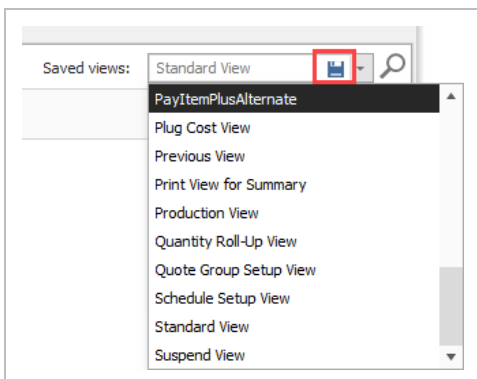 Saved views: Standard View
PayItemPlusAlternate
Plug Cost View
Previous View
Print View for Summary
Production View
Quantity Roll-Up View
Quote Group Setup View
Schedule Setup View
Standard View
Suspend View